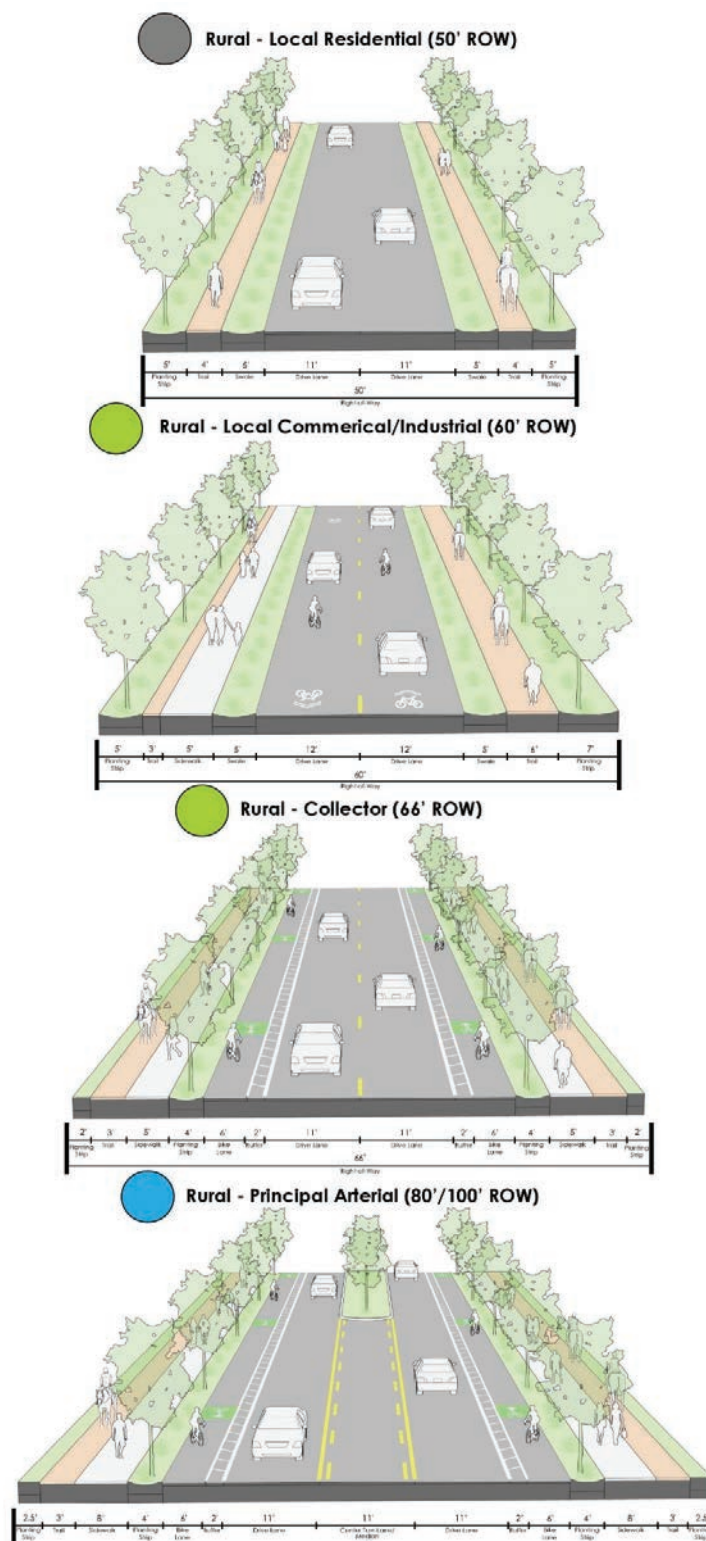 Rural - Local Residential (50' ROW)
5' 4' 5' 11' 11' 5' 4' 5'
Planting Trail Swale Drive Lane Drive Lane Swale Trail Planting
Strip Strip
50'
Right-of-Way
Rural - Local Commerical/Industrial (60' ROW)
5' 3' 5' 5' 12' 12' 5' 6' 7'
Planting Trail Sidewalk Swale Drive Lane Drive Lane Swale Trail Planting
Strip Strip
60'
Right-of-Way
Rural - Collector (66' ROW)
2' 3' 5' 4' 6' 2' 11' 11' 2' 6' 4' 5' 3' 2'
Planting Trail Sidewalk Planting Bike Buffer Drive Lane Drive Lane Buffer Bike Planting Sidewalk Trail Planting
Strip Strip Lane Lane Strip Strip
66'
Right-of-Way
Rural - Principal Arterial (80'/100' ROW)
2.5' 3' 8' 4' 6' 2' 11' 11' 11' 2' 6' 4' 8' 3' 2.5'
Planting Trail Sidewalk Planting Bike Buffer Drive Lane Center Turn Lane/ Drive Lane Buffer Bike Planting Sidewalk Trail Planting
Strip Strip Lane Median Lane Strip Strip